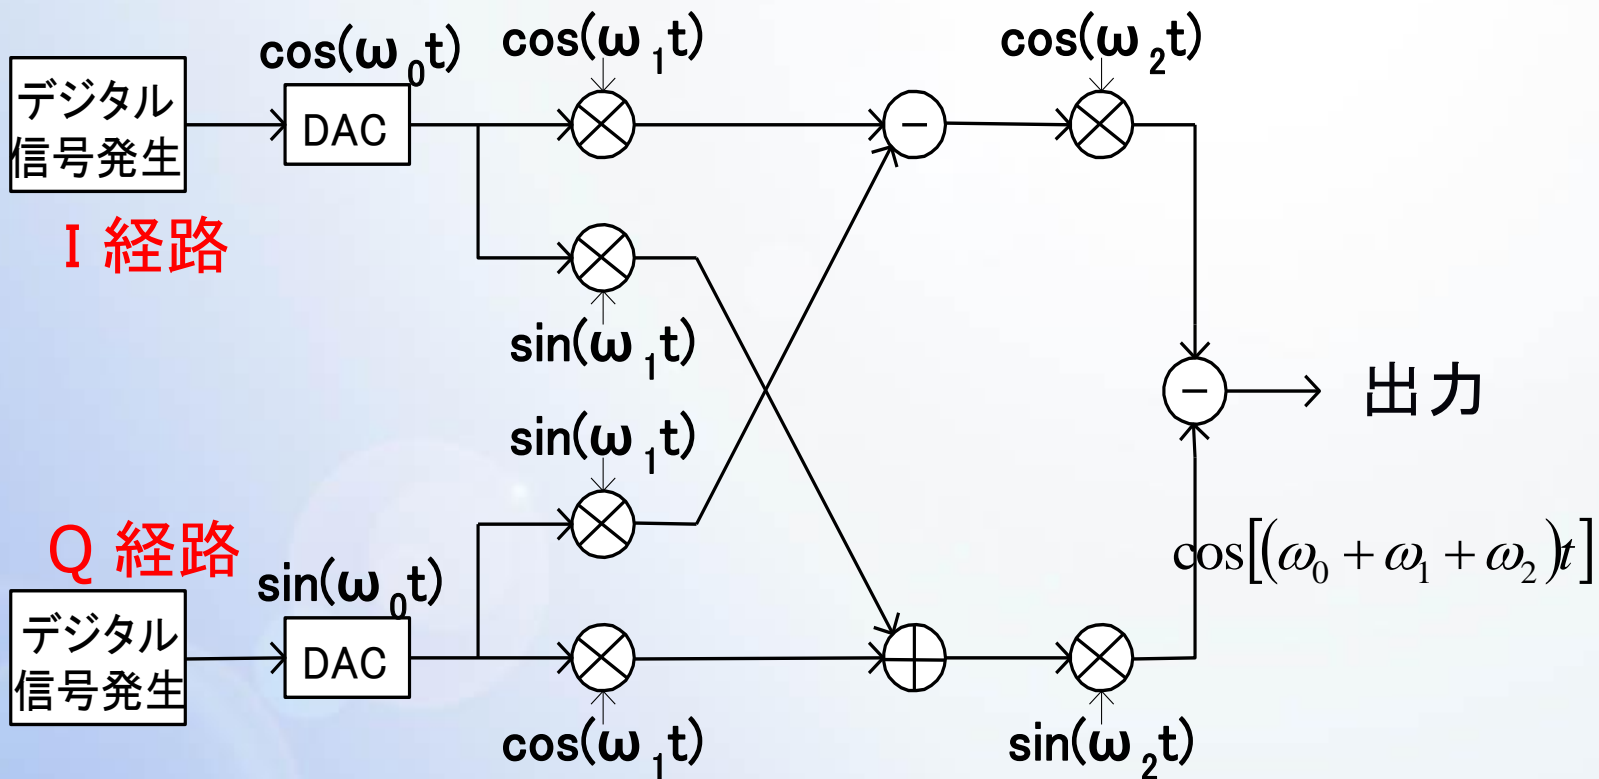 cos(ω₀t)
cos(ω₁t)
cos(ω₂t)
デジタル
信号発生
DAC
-
I 経路
sin(ω₁t)
-
出力
sin(ω₁t)
Q 経路
cos[(ω₀ + ω₁ + ω₂)t]
sin(ω₀t)
デジタル
信号発生
DAC
cos(ω₁t)
sin(ω₂t)